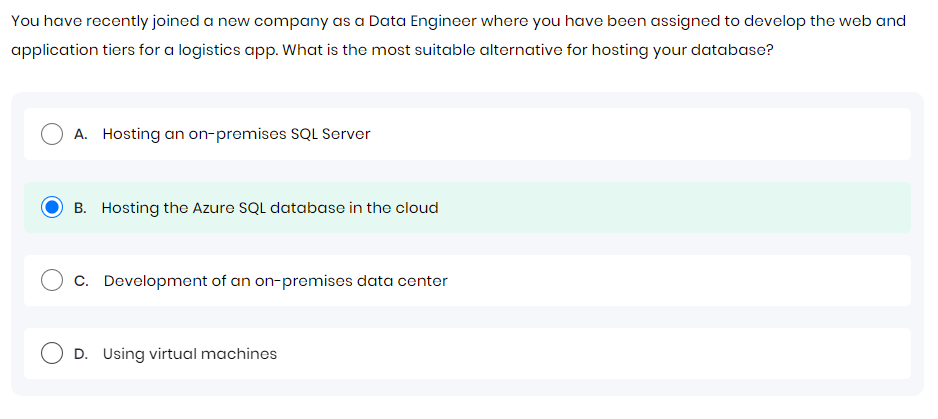 You have recently joined a new company as a Data Engineer where you have been assigned to develop the web and
application tiers for a logistics app. What is the most suitable alternative for hosting your database?
A. Hosting an on-premises SQL Server
B. Hosting the Azure SQL database in the cloud
C. Development of an on-premises data center
D. Using virtual machines